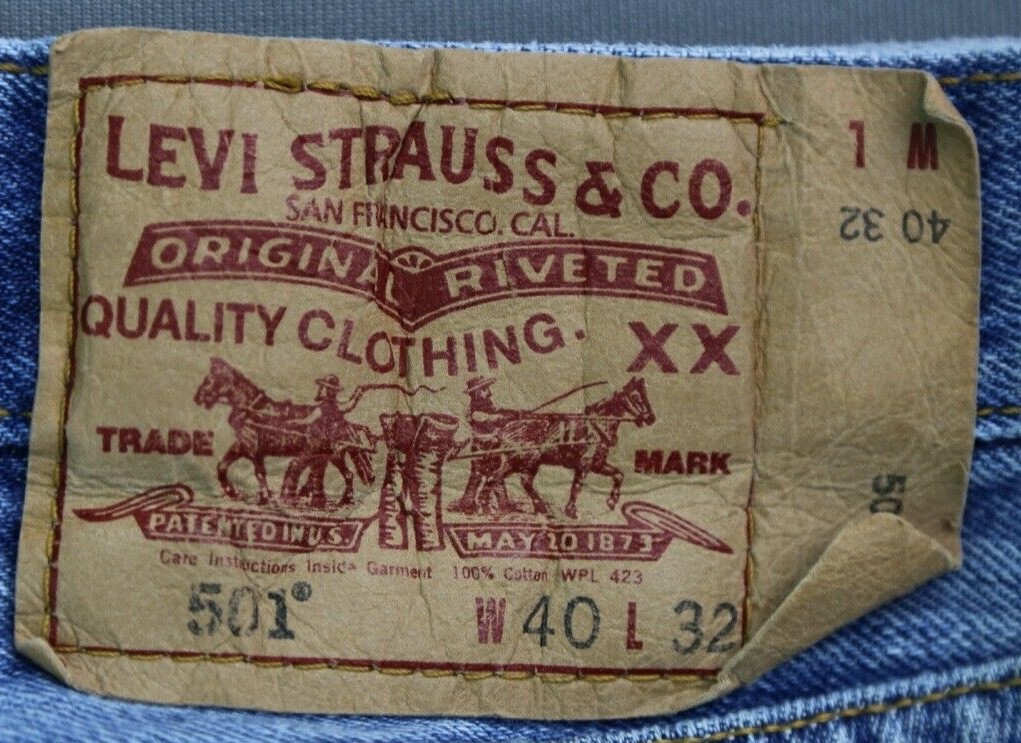 LEVI STRAUSS & CO.
SAN FRANCISCO, CAL.
ORIGINAL RIVETED
QUALITY CLOTHING. XX
TRADE MARK
PATENTED IN U.S. MAY 20 1873
Care Instructions Inside Garment 100% Cotton WPL 423
501® W 40 L 32
1 W
40 32
50